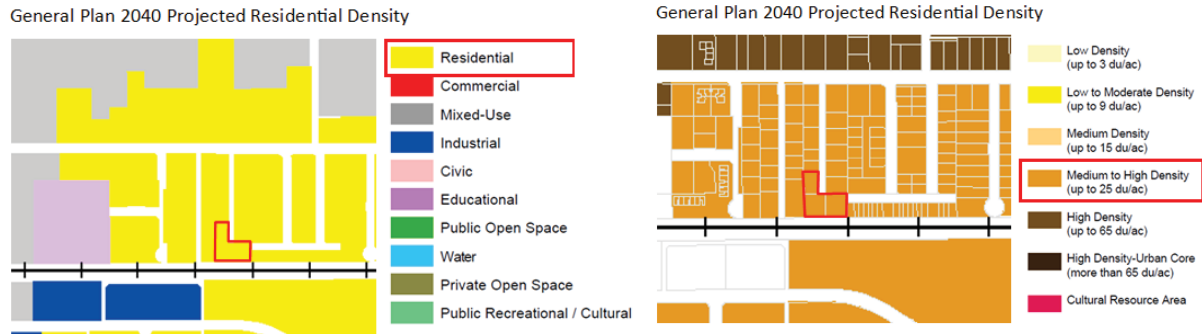 General Plan 2040 Projected Residential Density
Residential
Commercial
Mixed-Use
Industrial
Civic
Educational
Public Open Space
Water
Private Open Space
Public Recreational / Cultural
General Plan 2040 Projected Residential Density
Low Density
(up to 3 du/ac)
Low to Moderate Density
(up to 9 du/ac)
Medium Density
(up to 15 du/ac)
Medium to High Density
(up to 25 du/ac)
High Density
(up to 65 du/ac)
High Density-Urban Core
(more than 65 du/ac)
Cultural Resource Area